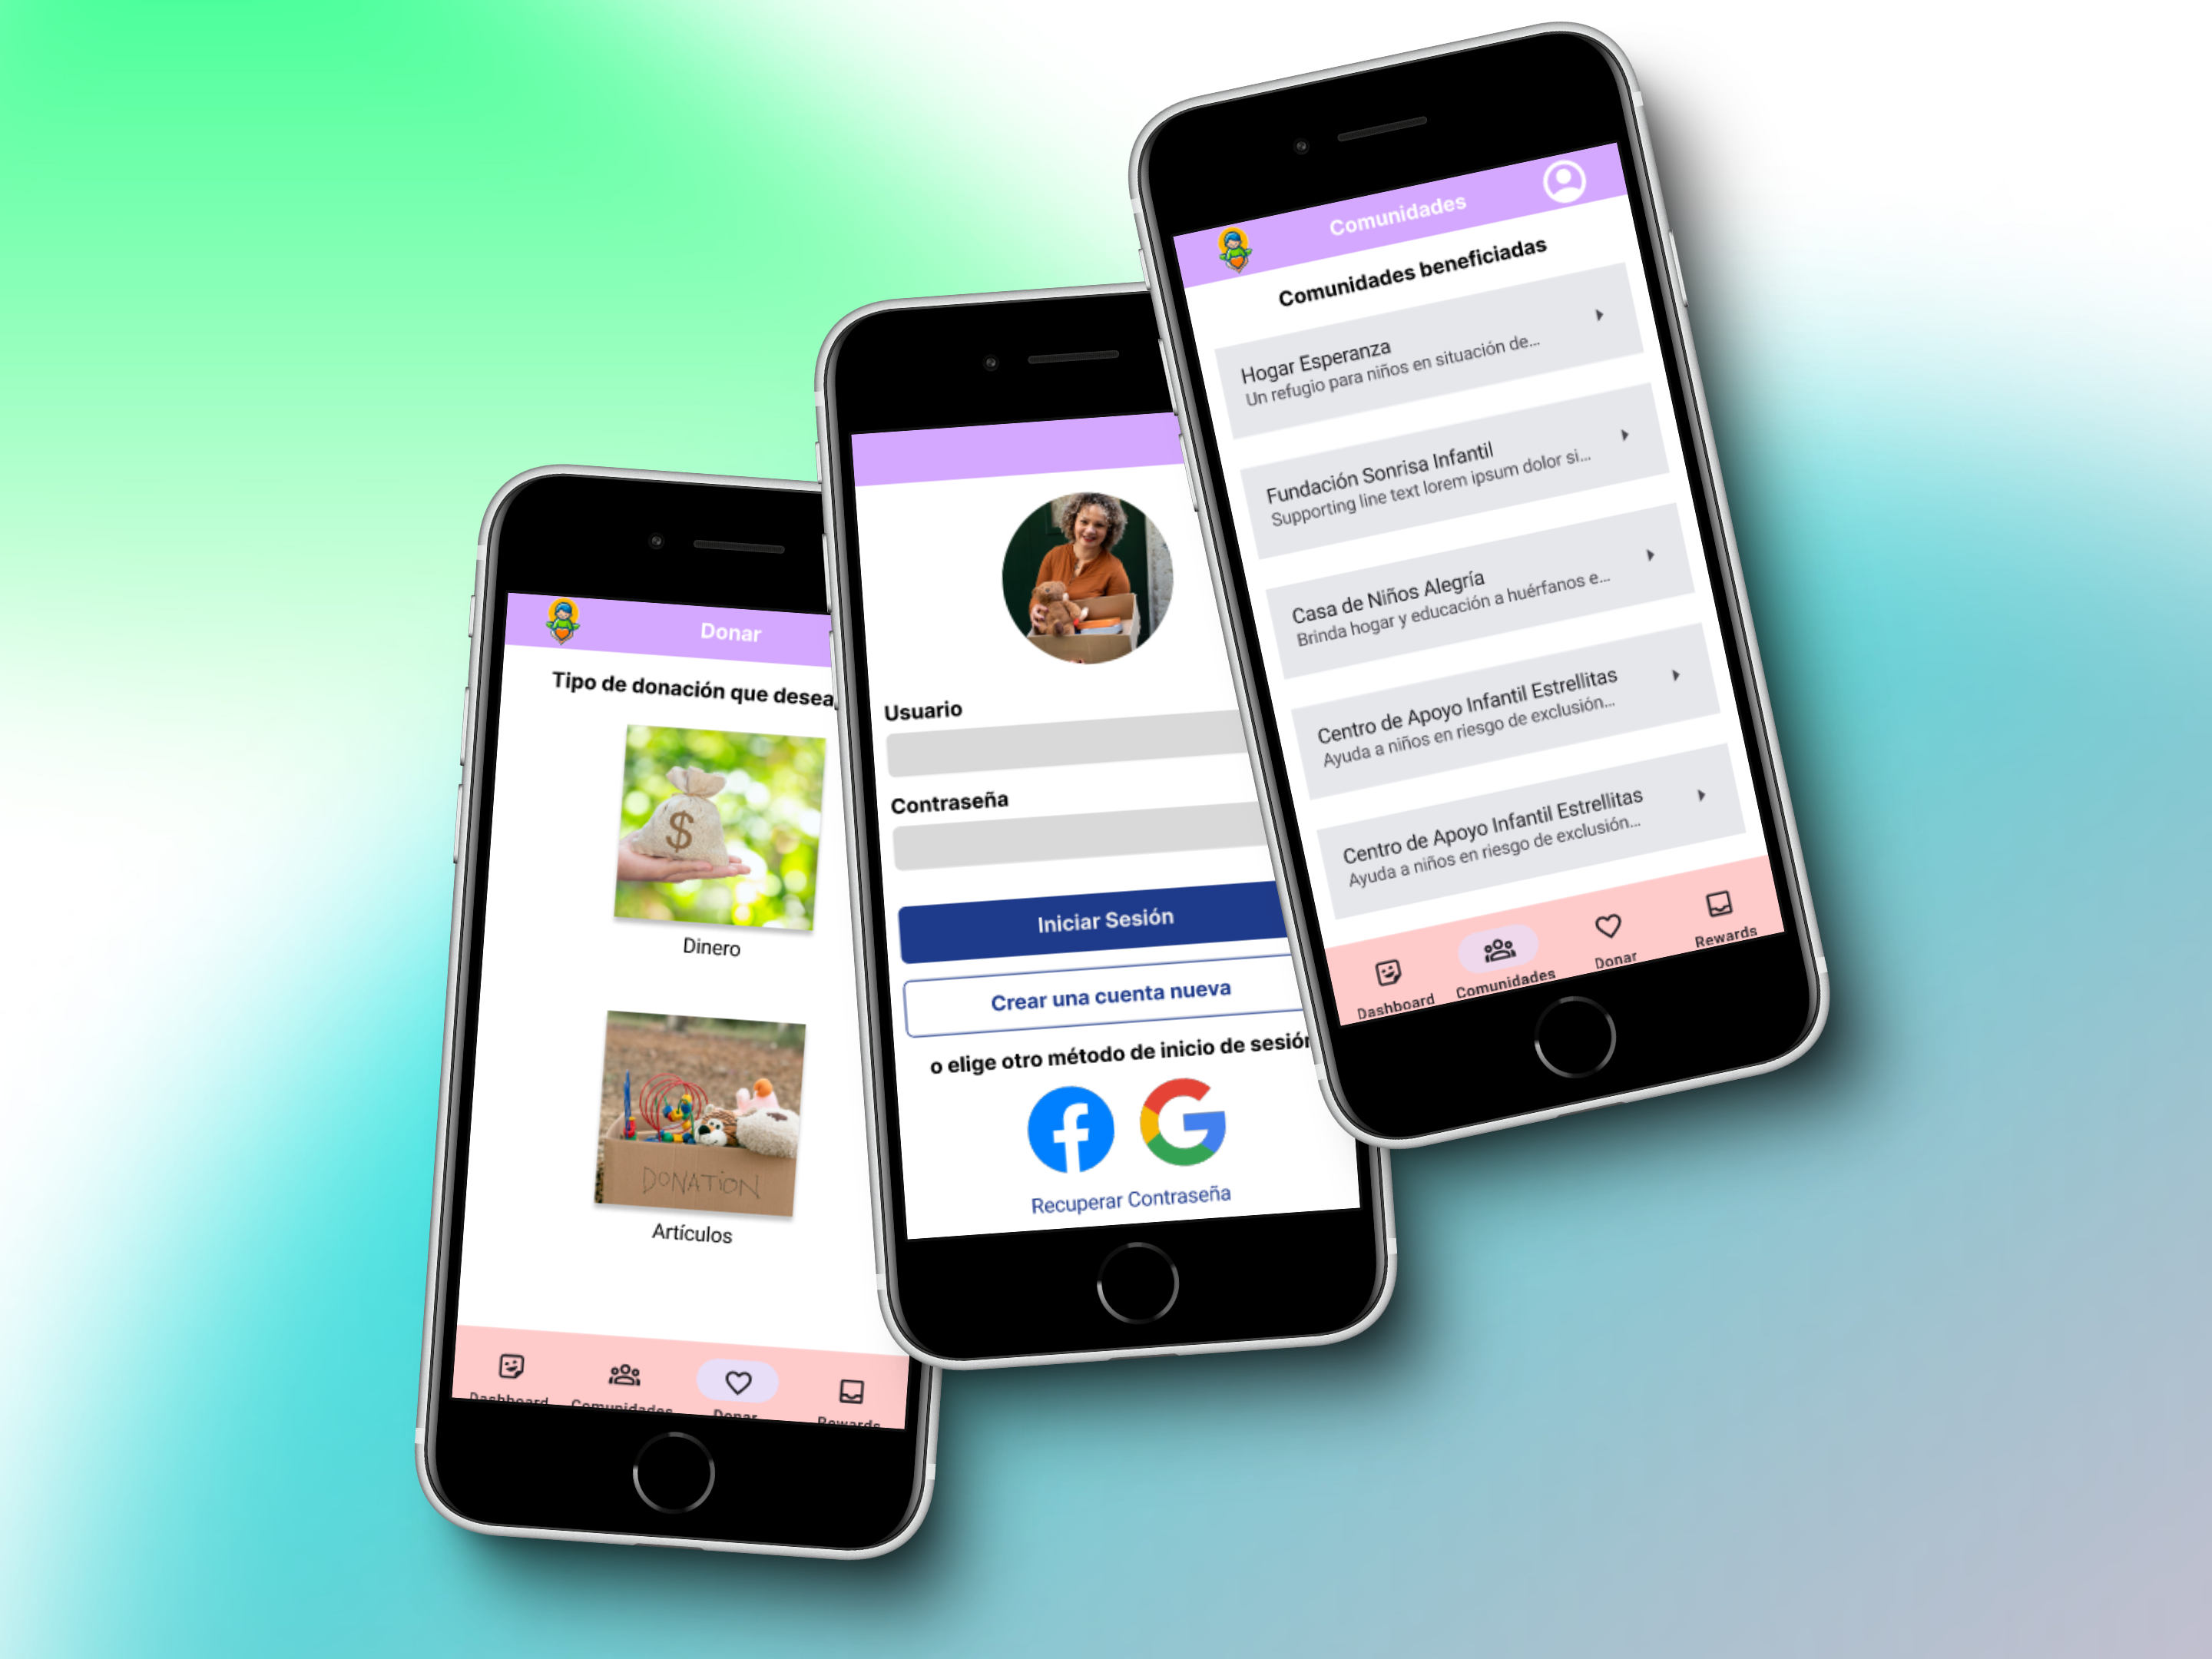 Donar
Tipo de donación que desea
$
Dinero
DONATION
Artículos
Dashboard
Comunidades
Donar
Rewards
Usuario
Contraseña
Iniciar Sesión
Crear una cuenta nueva
o elige otro método de inicio de sesión
f
G
Recuperar Contraseña
Comunidades
Comunidades beneficiadas
Hogar Esperanza
Un refugio para niños en situación de...
Fundación Sonrisa Infantil
Supporting line text lorem ipsum dolor si...
Casa de Niños Alegría
Brinda hogar y educación a huérfanos e...
Centro de Apoyo Infantil Estrellitas
Ayuda a niños en riesgo de exclusión...
Centro de Apoyo Infantil Estrellitas
Ayuda a niños en riesgo de exclusión...
Dashboard
Comunidades
Donar
Rewards